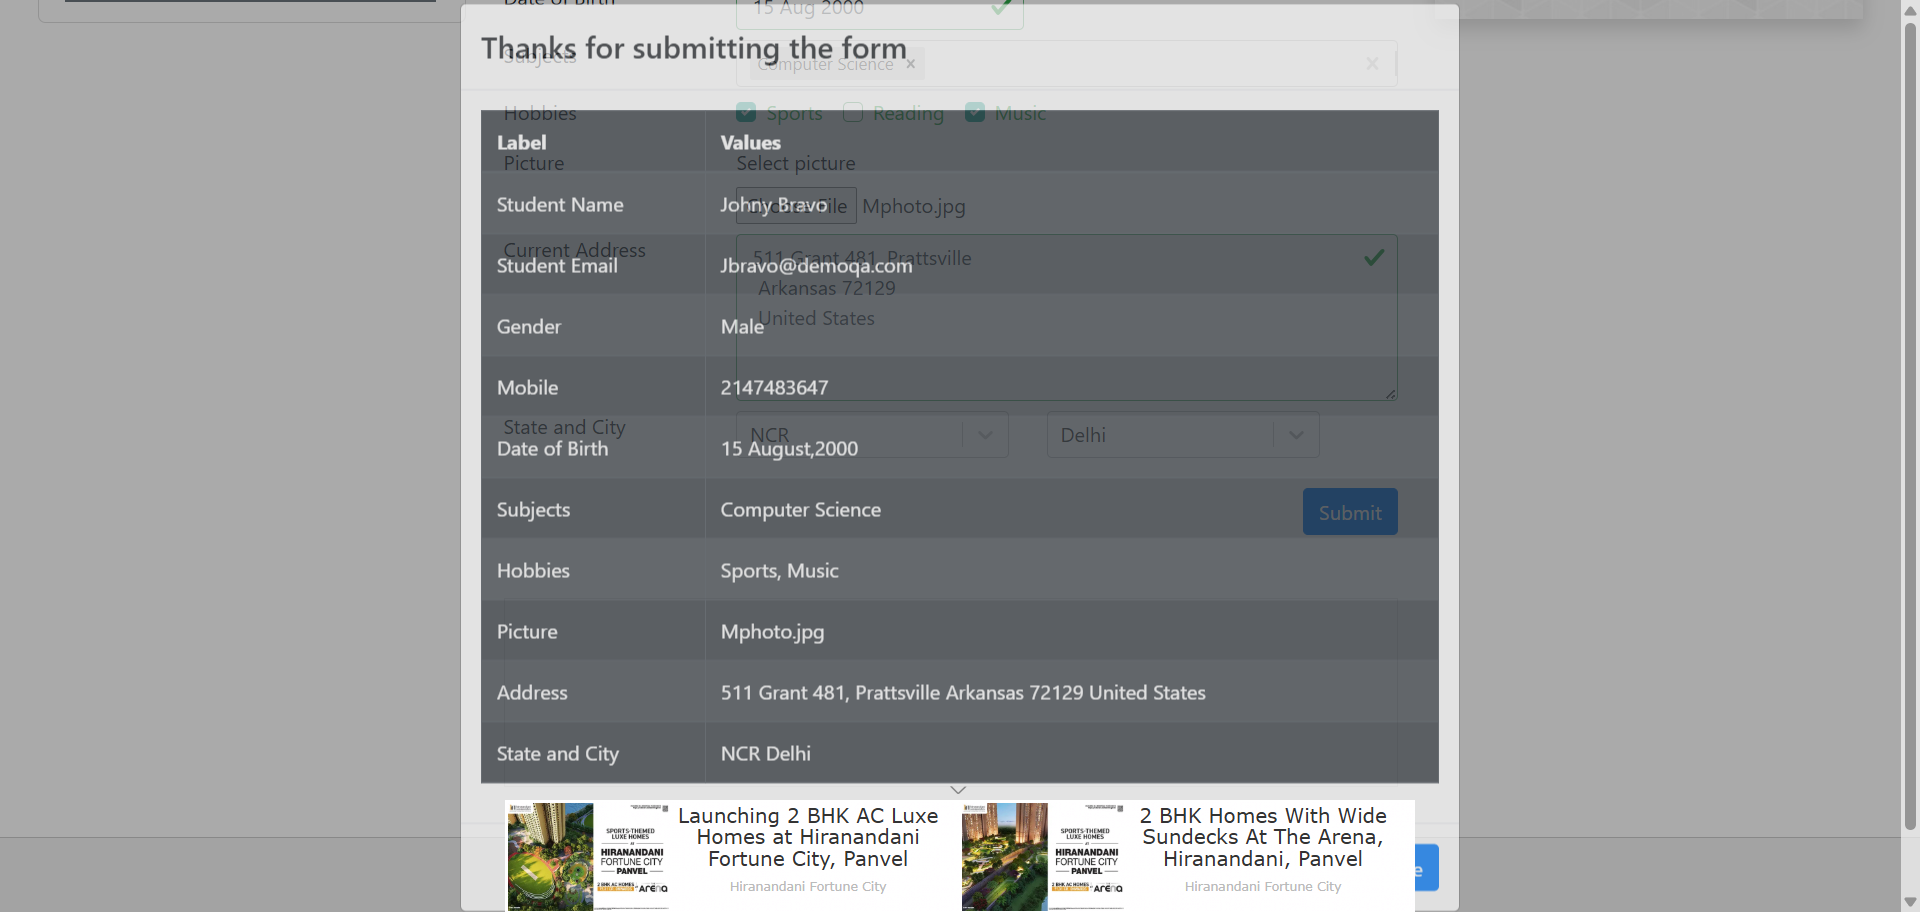 Date of Birth
15 Aug 2000
Thanks for submitting the form
Subjects
Computer Science ×
Hobbies
Sports Reading Music
Label Values
Picture Select picture
Student Name Johny Bravo
Choose File Mphoto.jpg
Current Address
511 Grant 481, Prattsville
Arkansas 72129
United States
Student Email Jbravo@demoqa.com
Gender Male
Mobile 2147483647
State and City NCR Delhi
Date of Birth 15 August,2000
Subjects Computer Science
Submit
Hobbies Sports, Music
Picture Mphoto.jpg
Address 511 Grant 481, Prattsville Arkansas 72129 United States
State and City NCR Delhi
SPORTS-THEMED
LUXE HOMES
HIRANANDANI
FORTUNE CITY
PANVEL
2 BHK AC HOMES
ARENA
Launching 2 BHK AC Luxe
Homes at Hiranandani
Fortune City, Panvel
Hiranandani Fortune City
SPORTS-THEMED
LUXE HOMES
HIRANANDANI
FORTUNE CITY
PANVEL
2 BHK AC HOMES
ARENA
2 BHK Homes With Wide
Sundecks At The Arena,
Hiranandani, Panvel
Hiranandani Fortune City
e